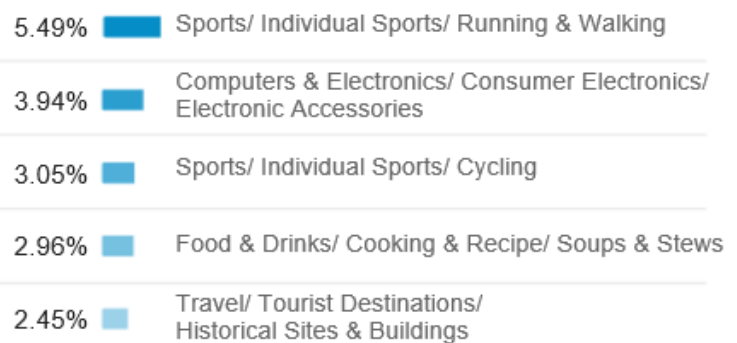 5.49% Sports/ Individual Sports/ Running & Walking
3.94% Computers & Electronics/ Consumer Electronics/
Electronic Accessories
3.05% Sports/ Individual Sports/ Cycling
2.96% Food & Drinks/ Cooking & Recipe/ Soups & Stews
2.45% Travel/ Tourist Destinations/
Historical Sites & Buildings